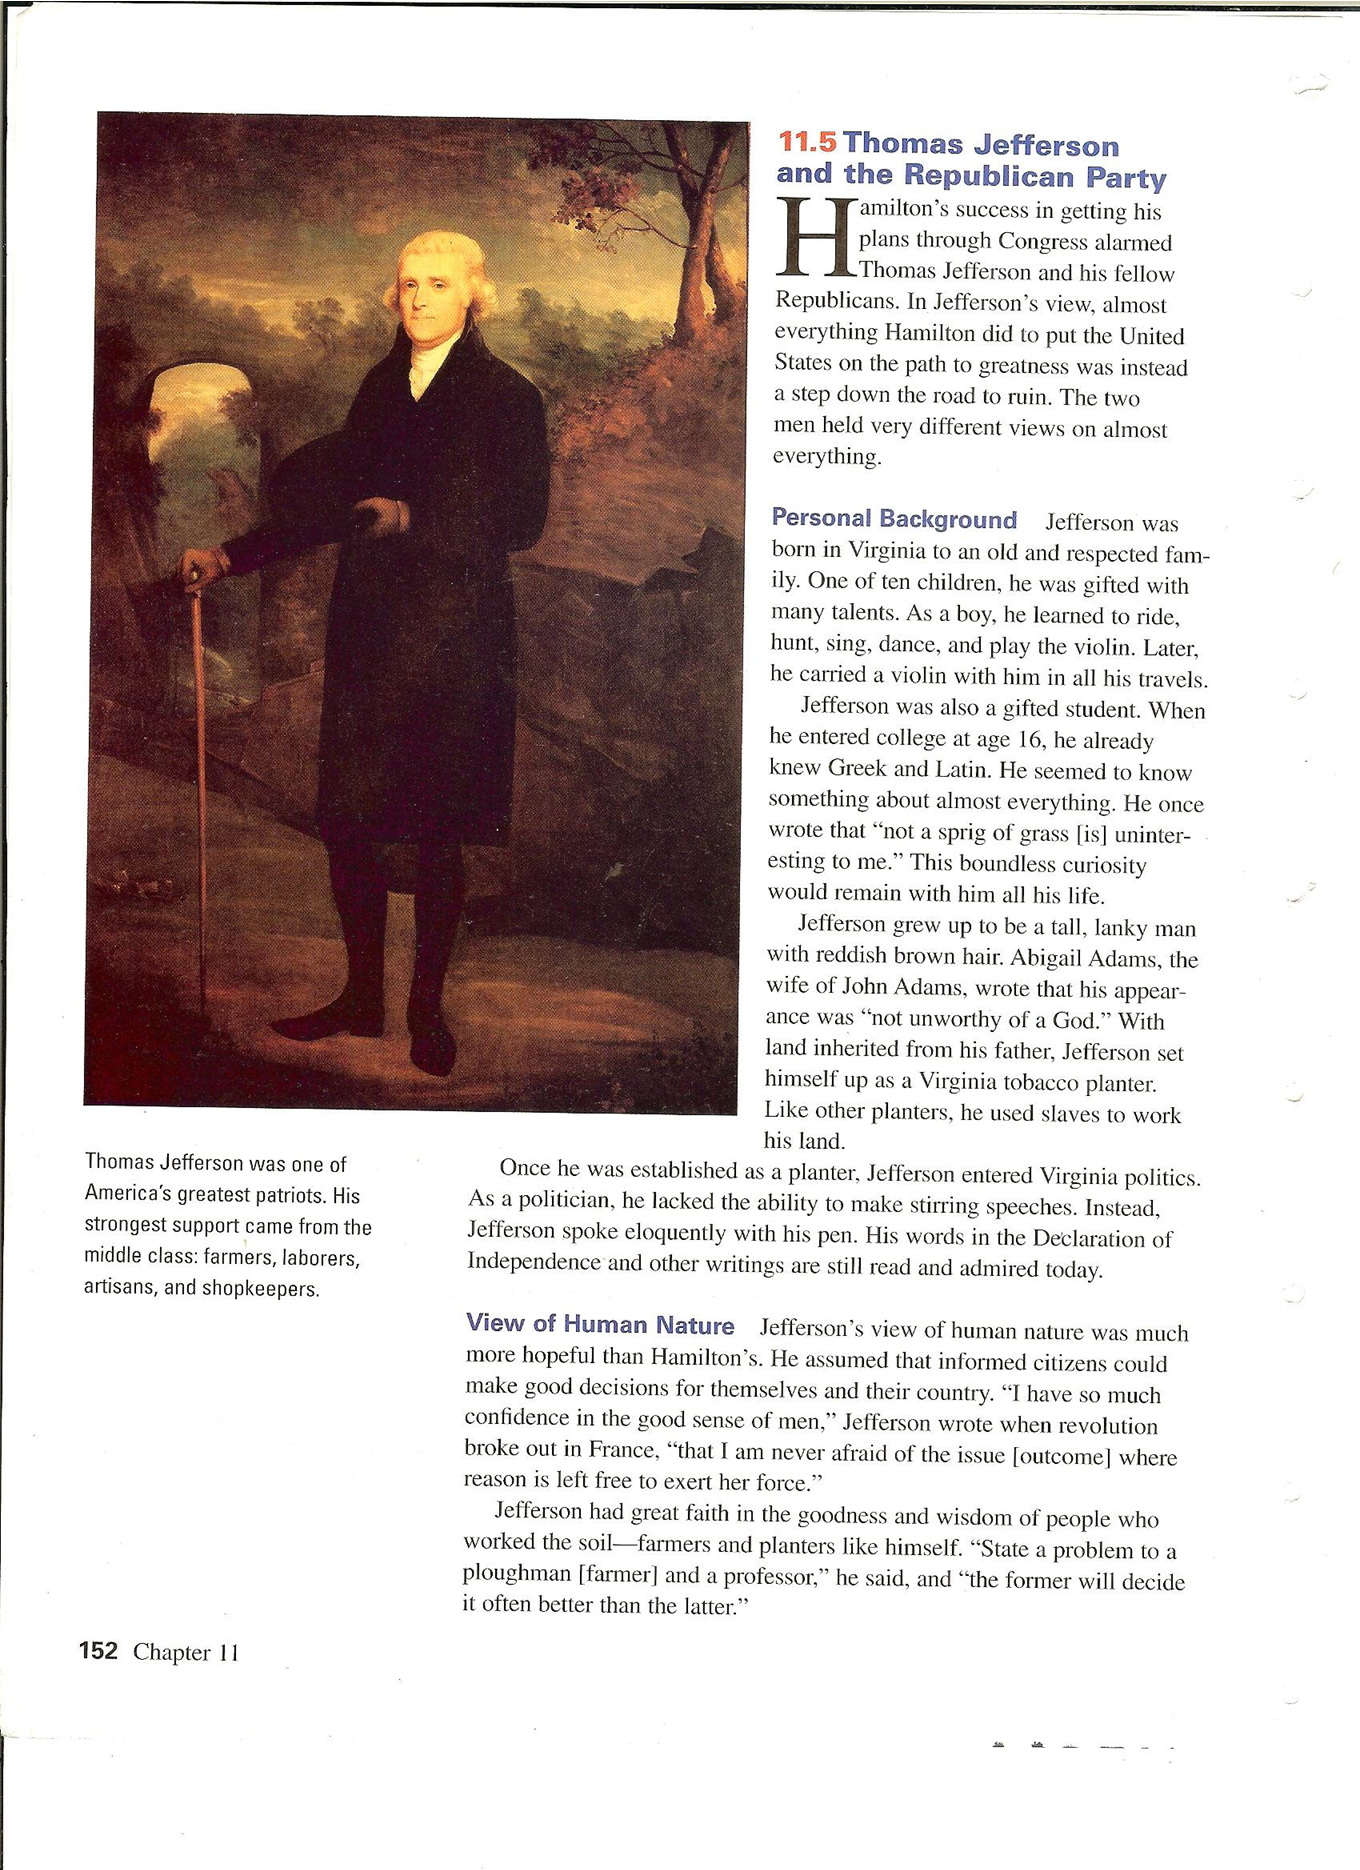 11.5 Thomas Jefferson
and the Republican Party
Hamilton's success in getting his
plans through Congress alarmed
Thomas Jefferson and his fellow
Republicans. In Jefferson's view, almost
everything Hamilton did to put the United
States on the path to greatness was instead
a step down the road to ruin. The two
men held very different views on almost
everything.
Personal Background Jefferson was
born in Virginia to an old and respected fam-
ily. One of ten children, he was gifted with
many talents. As a boy, he learned to ride,
hunt, sing, dance, and play the violin. Later,
he carried a violin with him in all his travels.
Jefferson was also a gifted student. When
he entered college at age 16, he already
knew Greek and Latin. He seemed to know
something about almost everything. He once
wrote that "not a sprig of grass [is] uninter-
esting to me." This boundless curiosity
would remain with him all his life.
Jefferson grew up to be a tall, lanky man
with reddish brown hair. Abigail Adams, the
wife of John Adams, wrote that his appear-
ance was "not unworthy of a God." With
land inherited from his father, Jefferson set
himself up as a Virginia tobacco planter.
Like other planters, he used slaves to work
his land.
Once he was established as a planter, Jefferson entered Virginia politics.
As a politician, he lacked the ability to make stirring speeches. Instead,
Jefferson spoke eloquently with his pen. His words in the Declaration of
Independence and other writings are still read and admired today.
View of Human Nature Jefferson's view of human nature was much
more hopeful than Hamilton's. He assumed that informed citizens could
make good decisions for themselves and their country. "I have so much
confidence in the good sense of men," Jefferson wrote when revolution
broke out in France, "that I am never afraid of the issue [outcome] where
reason is left free to exert her force."
Jefferson had great faith in the goodness and wisdom of people who
worked the soil—farmers and planters like himself. "State a problem to a
ploughman [farmer] and a professor," he said, and "the former will decide
it often better than the latter."
Thomas Jefferson was one of
America's greatest patriots. His
strongest support came from the
middle class: farmers, laborers,
artisans, and shopkeepers.
152 Chapter 11